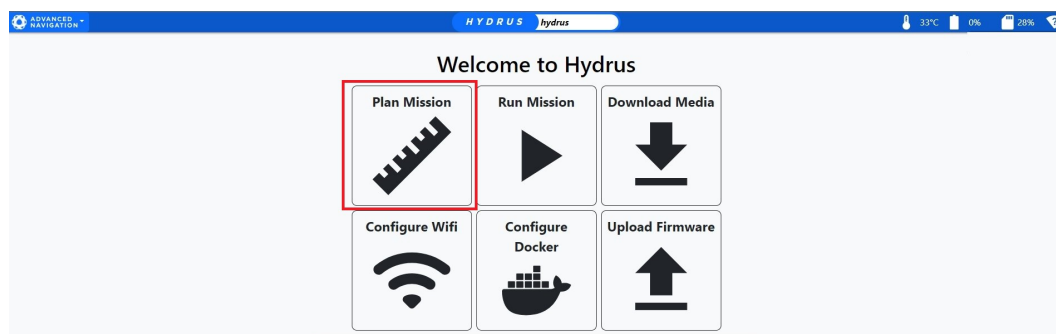 ADVANCED NAVIGATION
HYDRUS hydrus
33°C 0% 28% ?
Welcome to Hydrus
Plan Mission Run Mission Download Media
Configure Wifi Configure Docker Upload Firmware